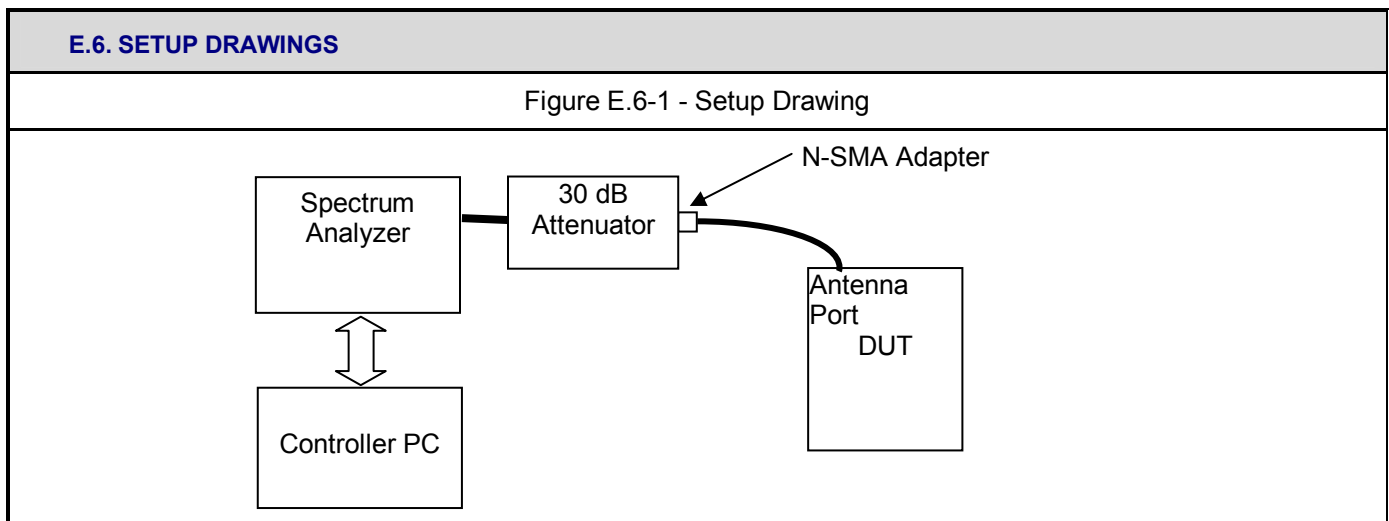 E.6. SETUP DRAWINGS
Figure E.6-1 - Setup Drawing
N-SMA Adapter
Spectrum
Analyzer
30 dB
Attenuator
Antenna
Port
DUT
Controller PC